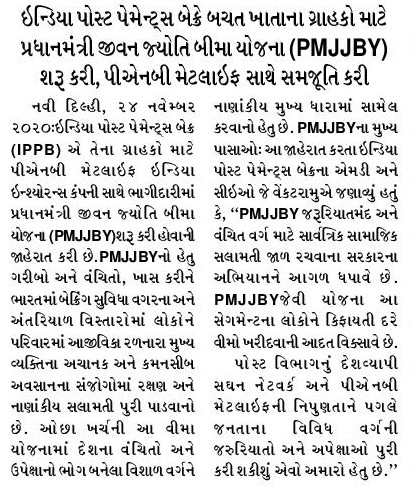 ઇન્ડિયા પોસ્ટ પેમેન્ટ્સ બેંક્રે બચત ખાતાના ગ્રાહકો માટે
પ્રધાનમંત્રી જીવન જ્યોતિ બીમા યોજના (PMJJBY)
શરૂ કરી, પીએનબી મેટલાઇફ સાથે સમજૂતિ કરી
નવી દિલ્હી, ૨૪ નવેમ્બર
૨૦૨૦:ઇન્ડિયા પોસ્ટ પેમેન્ટ્સ બેંક્ર
(IPPB) એ તેના ગ્રાહકો માટે
પીએનબી મેટલાઇફ ઇન્ડિયા
ઇન્શ્યોરન્સ કંપની સાથે ભાગીદારીમાં
પ્રધાનમંત્રી જીવન જ્યોતિ બીમા
યોજના (PMJJBY)શરૂ કરી હોવાની
જાહેરાત કરી છે.PMJJBYનો હેતુ
ગરીબો અને વંચિતો, ખાસ કરીને
ભારતમાં બેંક્રિંગ સુવિધા વગરના અને
અંતરિયાળ વિસ્તારોમાં લોકોને
પરિવારમાં આજીવિકા રળનારા મુખ્ય
વ્યક્તિના અચાનક અને કમનસીબ
અવસાનના સંજોગોમાં રક્ષણ અને
નાણાંકીય સલામતી પુરી પાડવાનો
છે. ઓછા ખર્ચની આ વીમા
યોજનામાં દેશના વંચિતો અને
ઉપેક્ષાનો ભોગ બનેલા વિશાળ વર્ગને
નાણાંકીય મુખ્ય ધારામાં સામેલ
કરવાનો હેતુ છે. PMJJBYના મુખ્ય
પાસાઓ: આ જાહેરાત કરતા ઇન્ડિયા
પોસ્ટ પેમેન્ટ્સ બેંક્રના એમડી અને
સીઇઓ જે વેંકટરામુએ જણાવ્યું હતું
કે, “PMJJBY જરૂરિયાતમંદ અને
વંચિત વર્ગ માટે સાર્વત્રિક સામાજિક
સલામતી જાળ રચવાના સરકારના
અભિયાનને આગળ ધપાવે છે.
PMJJBYજેવી યોજના આ
સેગમેન્ટના લોકોને કિફાયતી દરે
વીમો ખરીદવાની આદત વિકસાવે છે.
પોસ્ટ વિભાગનું દેશવ્યાપી
સઘન નેટવર્ક અને પીએનબી
મેટલાઇફની નિપુણતાને પગલે
જનતાના વિવિધ વર્ગની
જરુરિયાતો અને અપેક્ષાઓ પુરી
કરી શકીશું એવો અમારો હેતુ છે.”